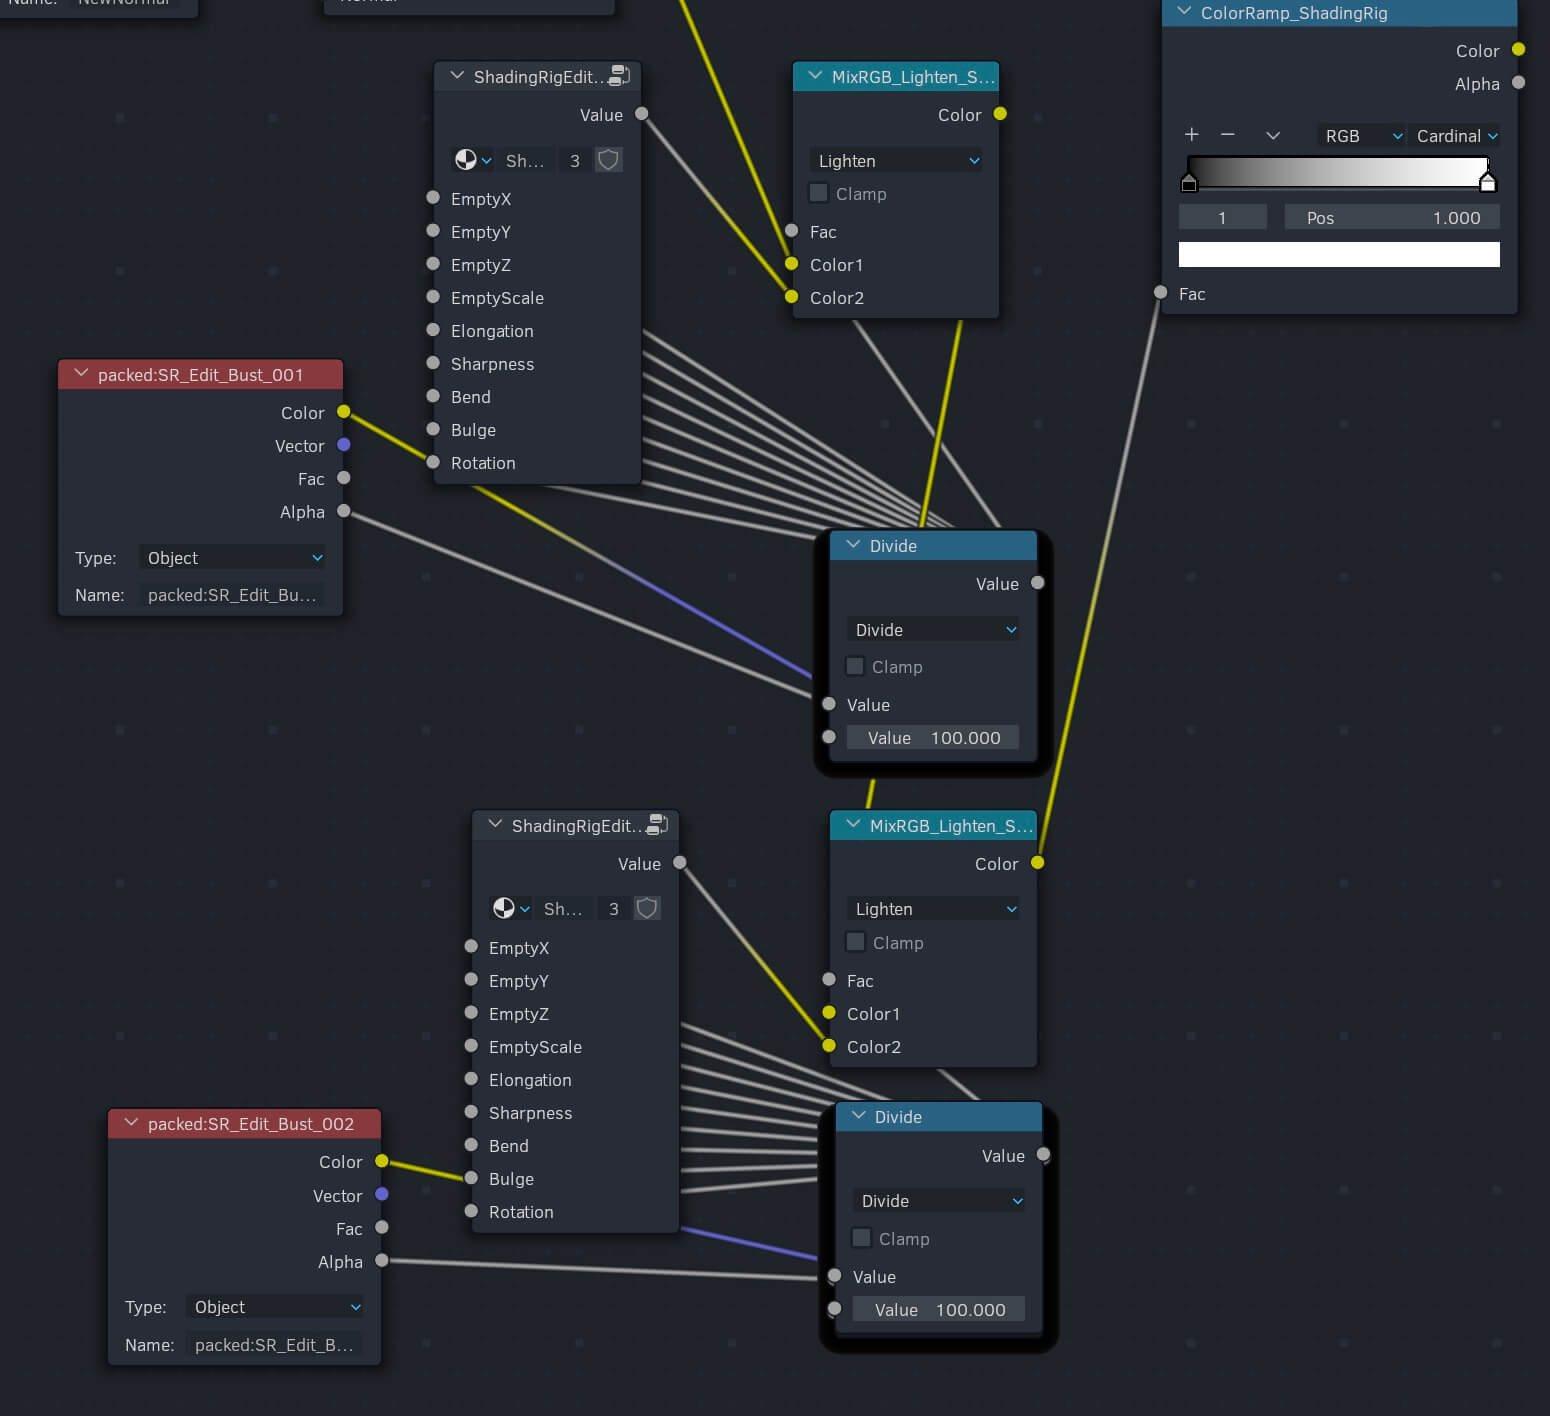 Name: NewNormal
Normal
ColorRamp_ShadingRig
Color
Alpha
RGB
Cardinal
1
Pos 1.000
Fac
ShadingRigEdit...
Value
Sh... 3
EmptyX
EmptyY
EmptyZ
EmptyScale
Elongation
Sharpness
Bend
Bulge
Rotation
MixRGB_Lighten_S...
Color
Lighten
Clamp
Fac
Color1
Color2
packed:SR_Edit_Bust_001
Color
Vector
Fac
Alpha
Type: Object
Name: packed:SR_Edit_Bu...
Divide
Value
Divide
Clamp
Value
Value 100.000
ShadingRigEdit...
Value
Sh... 3
EmptyX
EmptyY
EmptyZ
EmptyScale
Elongation
Sharpness
Bend
Bulge
Rotation
MixRGB_Lighten_S...
Color
Lighten
Clamp
Fac
Color1
Color2
packed:SR_Edit_Bust_002
Color
Vector
Fac
Alpha
Type: Object
Name: packed:SR_Edit_B...
Divide
Value
Divide
Clamp
Value
Value 100.000